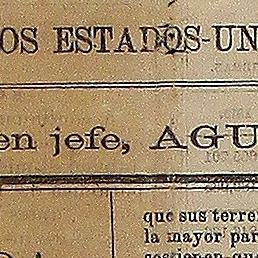 OS ESTADOS-UN
en jefe, AGU
que sus terre
la mayor par